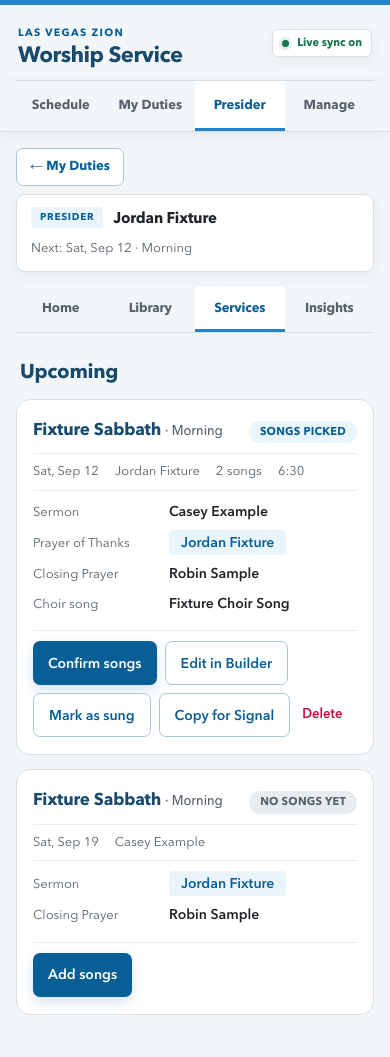 LAS VEGAS ZION
Worship Service
Live sync on
Schedule My Duties Presider Manage
← My Duties
PRESIDER Jordan Fixture
Next: Sat, Sep 12 · Morning
Home Library Services Insights
Upcoming
Fixture Sabbath · Morning SONGS PICKED
Sat, Sep 12 Jordan Fixture 2 songs 6:30
Sermon Casey Example
Prayer of Thanks Jordan Fixture
Closing Prayer Robin Sample
Choir song Fixture Choir Song
Confirm songs Edit in Builder
Mark as sung Copy for Signal Delete
Fixture Sabbath · Morning NO SONGS YET
Sat, Sep 19 Casey Example
Sermon Jordan Fixture
Closing Prayer Robin Sample
Add songs